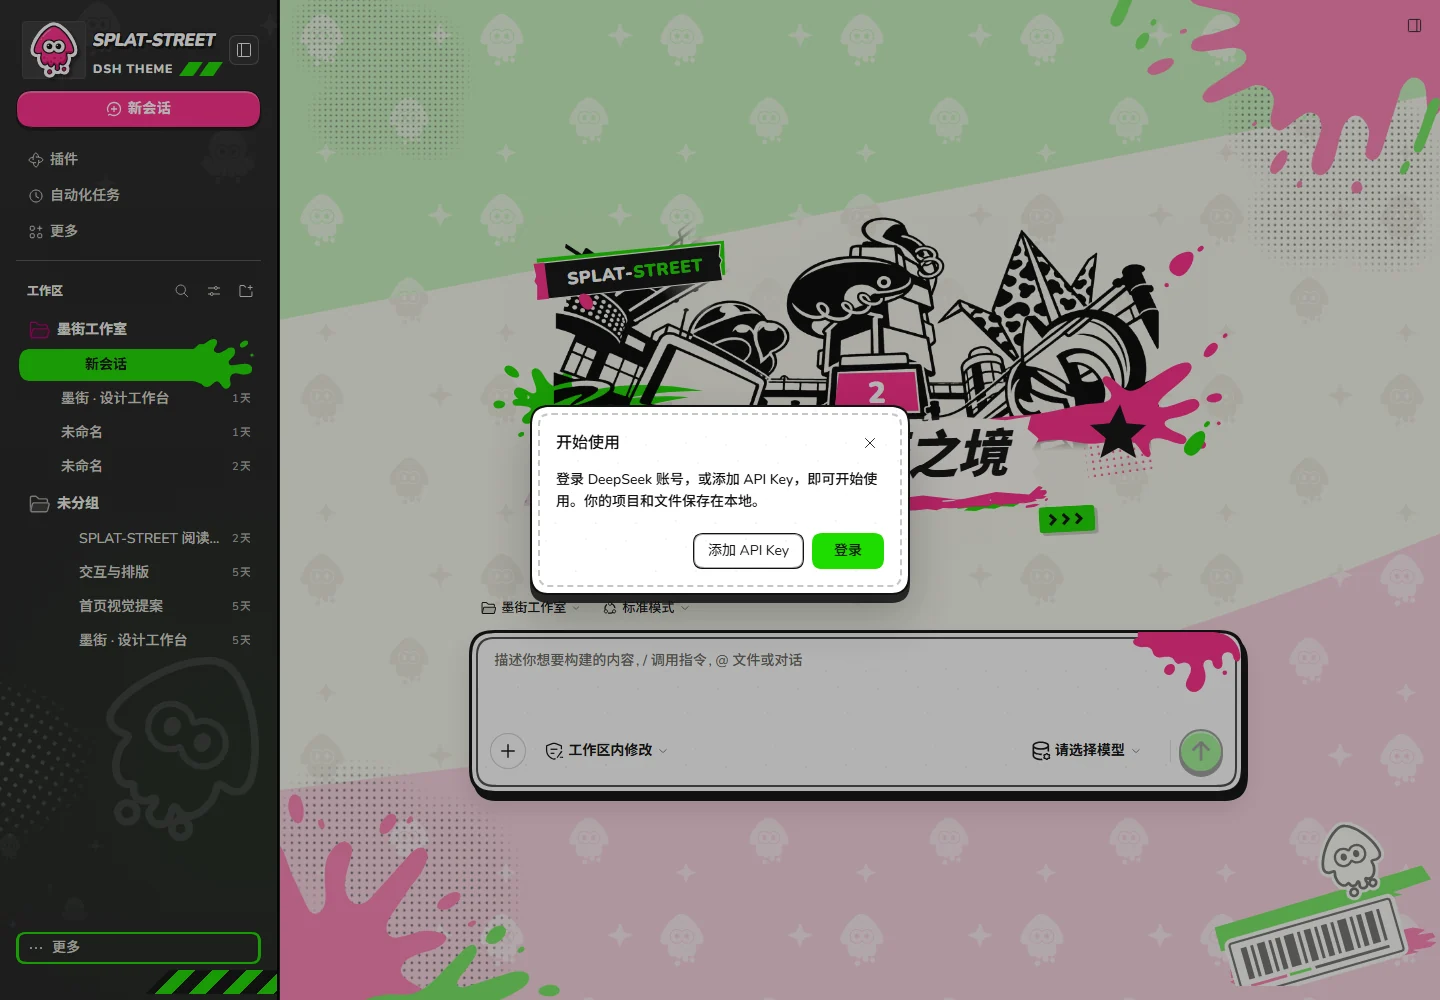 SPLAT-STREET
DSH THEME
新会话
插件
自动化任务
更多
工作区
墨街工作室
新会话
墨街 · 设计工作台 1天
未命名 1天
未命名 2天
未分组
SPLAT-STREET 阅读... 2天
交互与排版 5天
首页视觉提案 5天
墨街 · 设计工作台 5天
更多
SPLAT-STREET
2
之境
开始使用
登录 DeepSeek 账号，或添加 API Key，即可开始使
用。你的项目和文件保存在本地。
添加 API Key
登录
墨街工作室
标准模式
描述你想要构建的内容, / 调用指令, @ 文件或对话
工作区内修改
请选择模型